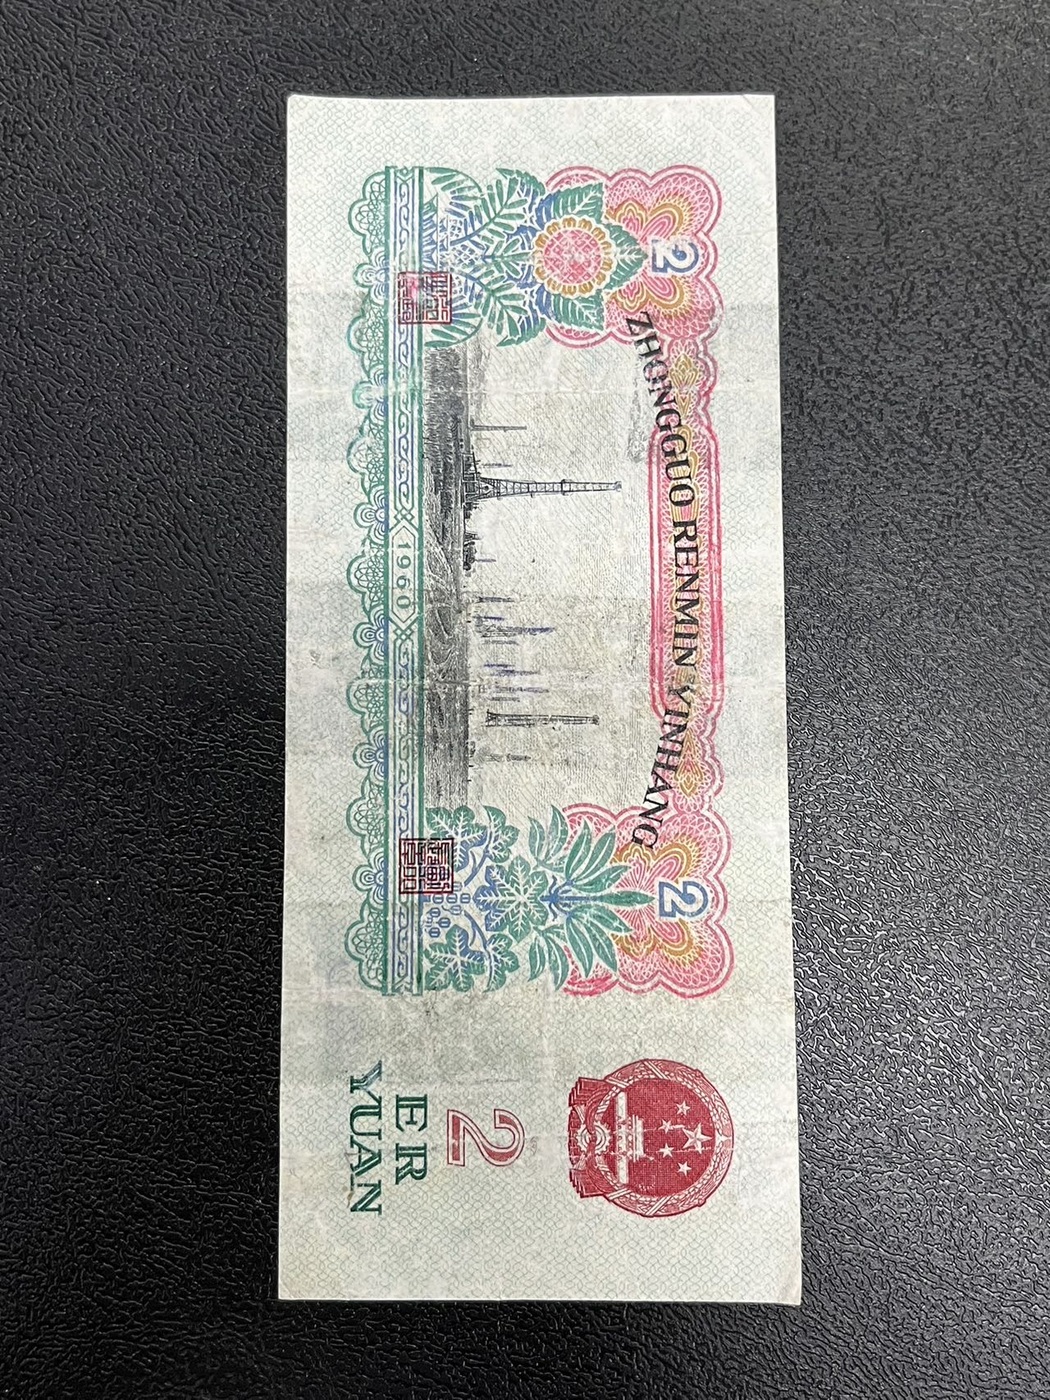 ZHONGGUO RENMIN YINHANG
2
2
2
ER
YUAN
1960